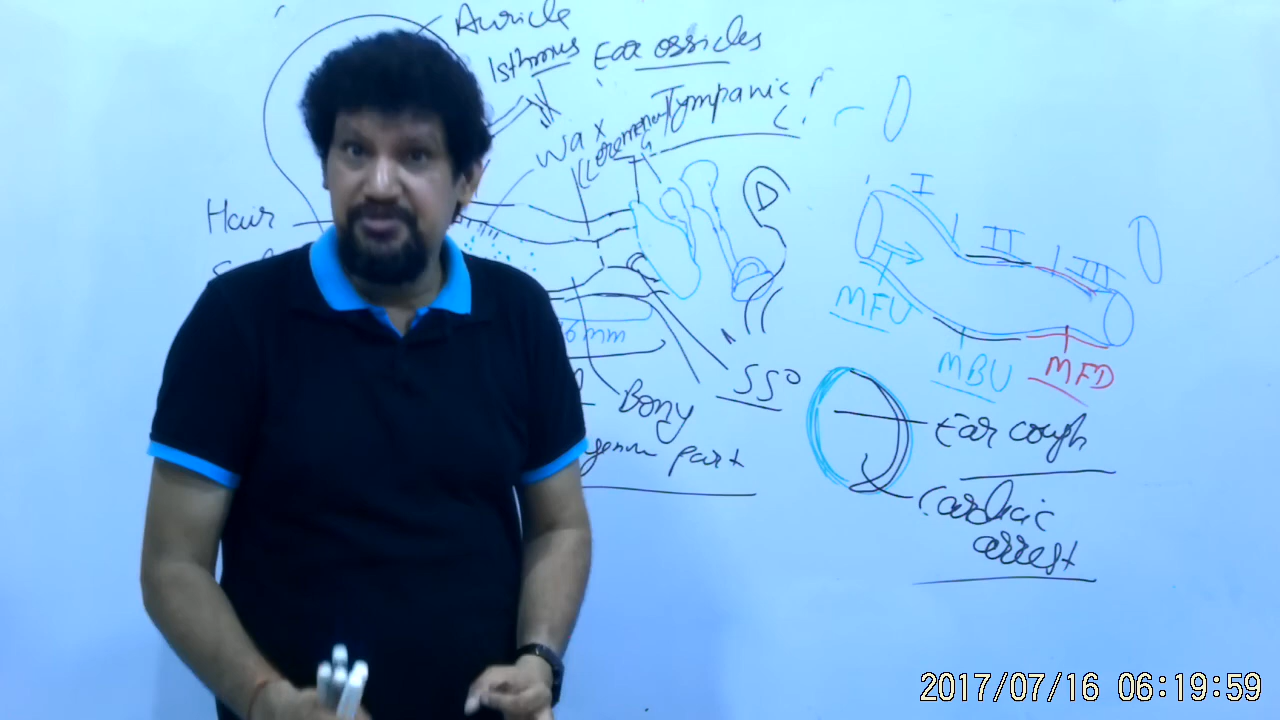 Auricle
Isthmus
Ear ossicles
Wax
Tympanic
Hair
I
II
III
MFU
MBU
MFD
6mm
SSO
Bony
part
Ear cough
Cardiac
arrest
2017/07/16 06:19:59